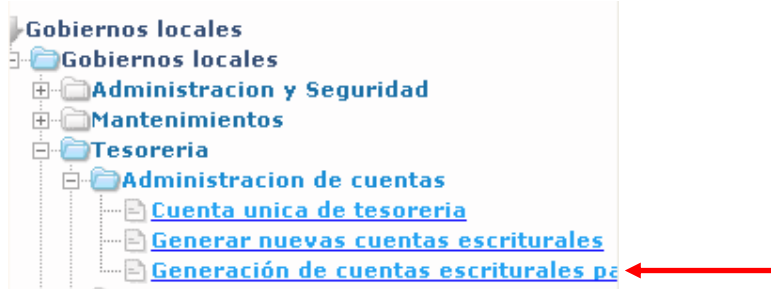 Gobiernos locales
Gobiernos locales
Administracion y Seguridad
Mantenimientos
Tesoreria
Administracion de cuentas
Cuenta unica de tesoreria
Generar nuevas cuentas escriturales
Generación de cuentas escriturales pa